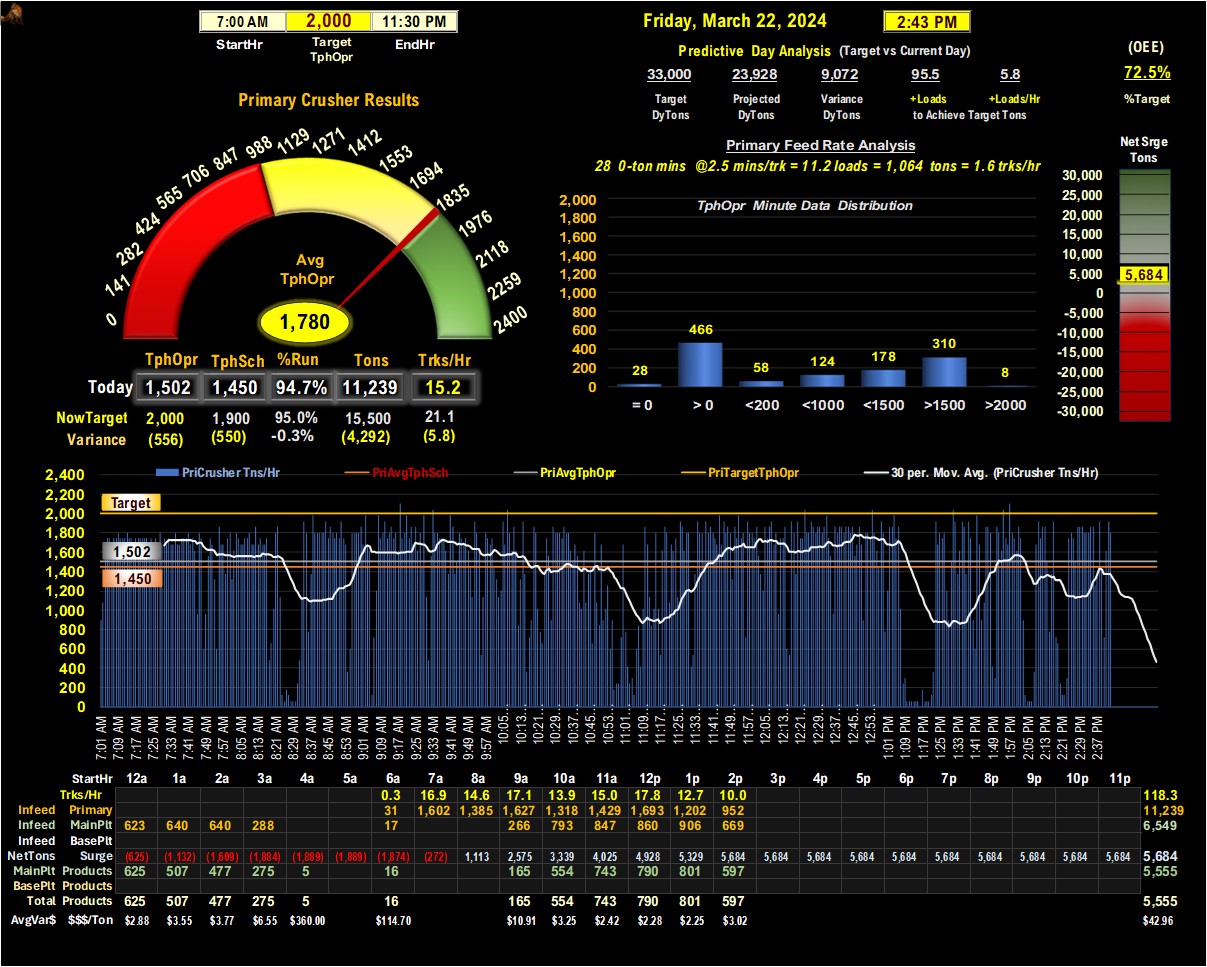 7:00 AM 2,000 11:30 PM
StartHr Target TphOpr EndHr
Friday, March 22, 2024 2:43 PM
Predictive Day Analysis (Target vs Current Day)
33,000 23,928 9,072 95.5 5.8
Target DyTons Projected DyTons Variance DyTons +Loads +Loads/Hr
to Achieve Target Tons
(OEE)
72.5%
%Target
Primary Crusher Results
0 141 282 424 565 706 847 988 1129 1271 1412 1553 1694 1835 1976 2118 2259 2400
Avg
TphOpr
1,780
TphOpr TphSch %Run Tons Trks/Hr
Today 1,502 1,450 94.7% 11,239 15.2
NowTarget 2,000 1,900 95.0% 15,500 21.1
Variance (556) (550) -0.3% (4,292) (5.8)
Primary Feed Rate Analysis
28 0-ton mins @2.5 mins/trk = 11.2 loads = 1,064 tons = 1.6 trks/hr
TphOpr Minute Data Distribution
2,000
1,800
1,600
1,400
1,200
1,000
800
600
400
200
0
28 466 58 124 178 310 8
= 0 > 0 <200 <1000 <1500 >1500 >2000
Net Srge
Tons
30,000
25,000
20,000
15,000
10,000
5,000
5,684
0
-5,000
-10,000
-15,000
-20,000
-25,000
-30,000
PriCrusher Tns/Hr PriAvgTphSch PriAvgTphOpr PriTargetTphOpr 30 per. Mov. Avg. (PriCrusher Tns/Hr)
2,400
2,200
2,000
1,800
1,600
1,400
1,200
1,000
800
600
400
200
0
Target
1,502
1,450
7:01 AM 7:09 AM 7:17 AM 7:25 AM 7:33 AM 7:41 AM 7:49 AM 7:57 AM 8:05 AM 8:13 AM 8:21 AM 8:29 AM 8:37 AM 8:45 AM 8:53 AM 9:01 AM 9:09 AM 9:17 AM 9:25 AM 9:33 AM 9:41 AM 9:49 AM 9:57 AM 10:05... 10:13... 10:21... 10:29... 10:37... 10:45... 10:53... 11:01... 11:09... 11:17... 11:25... 11:33... 11:41... 11:49... 11:57... 12:05... 12:13... 12:21... 12:29... 12:37... 12:45... 12:53... 1:01 PM 1:09 PM 1:17 PM 1:25 PM 1:33 PM 1:41 PM 1:49 PM 1:57 PM 2:05 PM 2:13 PM 2:21 PM 2:29 PM 2:37 PM
StartHr 12a 1a 2a 3a 4a 5a 6a 7a 8a 9a 10a 11a 12p 1p 2p 3p 4p 5p 6p 7p 8p 9p 10p 11p
Trks/Hr 0.3 16.9 14.6 17.1 13.9 15.0 17.8 12.7 10.0 118.3
Infeed Primary 31 1,602 1,385 1,627 1,318 1,429 1,693 1,202 952 11,239
Infeed MainPlt 623 640 640 288 17 266 793 847 860 906 669 6,549
Infeed BasePlt
NetTons Surge (625) (1,132) (1,609) (1,884) (1,889) (1,889) (1,874) (272) 1,113 2,575 3,339 4,025 4,928 5,329 5,684 5,684 5,684 5,684 5,684 5,684 5,684 5,684 5,684 5,684 5,684
MainPlt Products 625 507 477 275 5 16 165 554 743 790 801 597 5,555
BasePlt Products
Total Products 625 507 477 275 5 16 165 554 743 790 801 597 5,555
AvgVar$ $$$/Ton $2.88 $3.55 $3.77 $6.55 $360.00 $114.70 $10.91 $3.25 $2.42 $2.28 $2.25 $3.02 $42.96